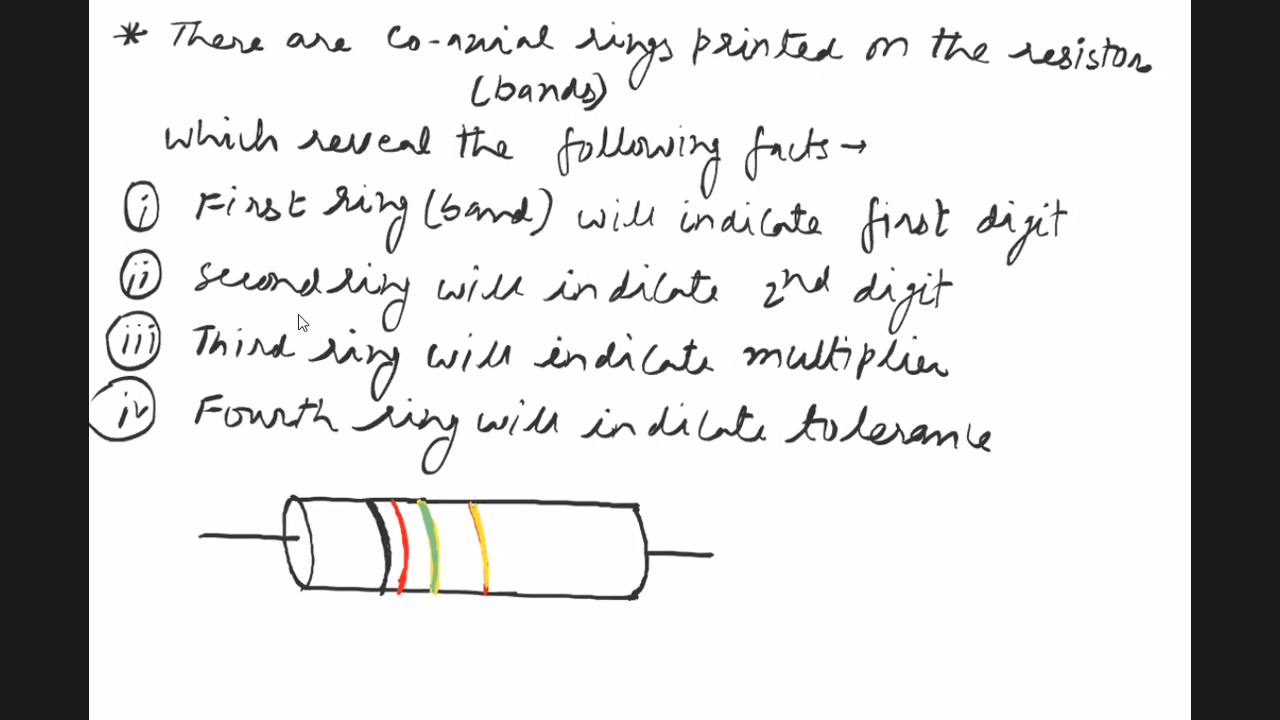 * There are co-axial rings printed on the resistor
(bands)
which reveal the following facts →
(i) First ring (band) will indicate first digit
(ii) Second ring will indicate 2nd digit
(iii) Third ring will indicate multiplier
(iv) Fourth ring will indicate tolerance